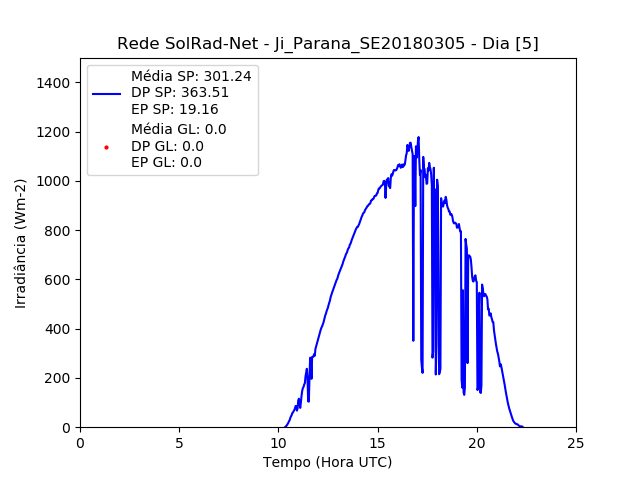 Rede SolRad-Net - Ji_Parana_SE20180305 - Dia [5]
Média SP: 301.24
DP SP: 363.51
EP SP: 19.16
Média GL: 0.0
DP GL: 0.0
EP GL: 0.0
1400
1200
1000
800
600
400
200
0
Irradiância (Wm-2)
0 5 10 15 20 25
Tempo (Hora UTC)